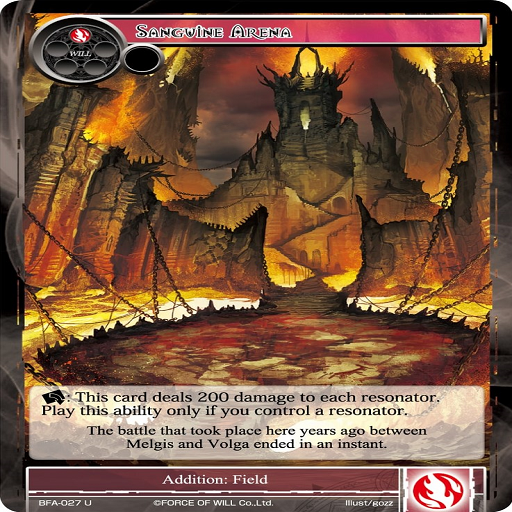 Sanguine Arena
WILL
: This card deals 200 damage to each resonator.
Play this ability only if you control a resonator.
The battle that took place here years ago between
Melgis and Volga ended in an instant.
Addition: Field
BFA-027 U ©FORCE OF WILL Co.,Ltd. Illust/gozz